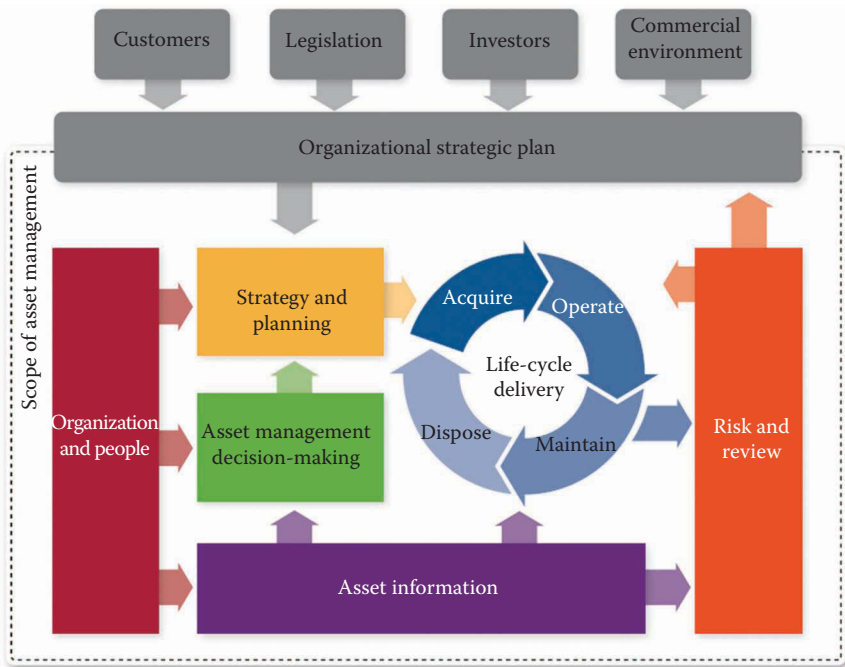 Customers
Legislation
Investors
Commercial
environment
Organizational strategic plan
Scope of asset management
Strategy and
planning
Acquire
Operate
Life-cycle
delivery
Organization
and people
Asset management
decision-making
Dispose
Maintain
Risk and
review
Asset information